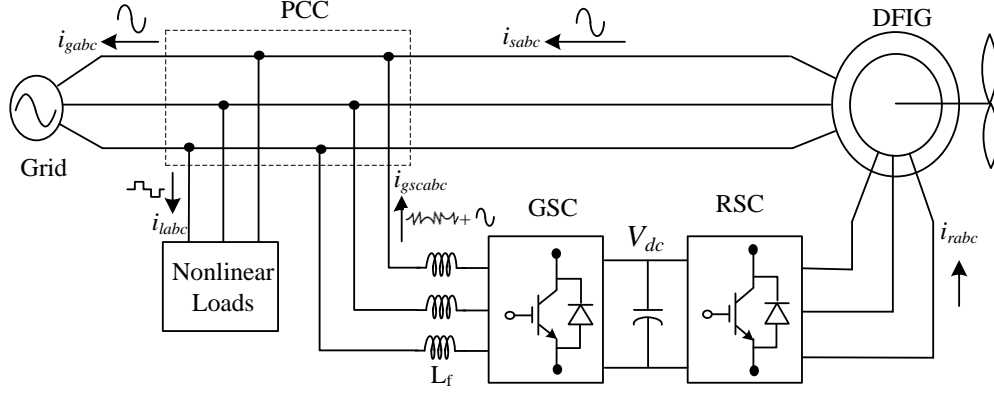 PCC
DFIG
i_gabc
i_sabc
Grid
i_gscabc
i_labc
+
GSC
RSC
V_dc
i_rabc
Nonlinear
Loads
L_f